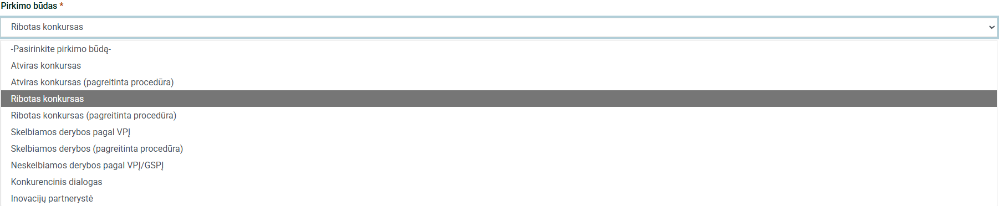 Pirkimo būdas *
Ribotas konkursas
-Pasirinkite pirkimo būdą-
Atviras konkursas
Atviras konkursas (pagreitinta procedūra)
Ribotas konkursas
Ribotas konkursas (pagreitinta procedūra)
Skelbiamos derybos pagal VPĮ
Skelbiamos derybos (pagreitinta procedūra)
Neskelbiamos derybos pagal VPĮ/GSPĮ
Konkurencinis dialogas
Inovacijų partnerystė